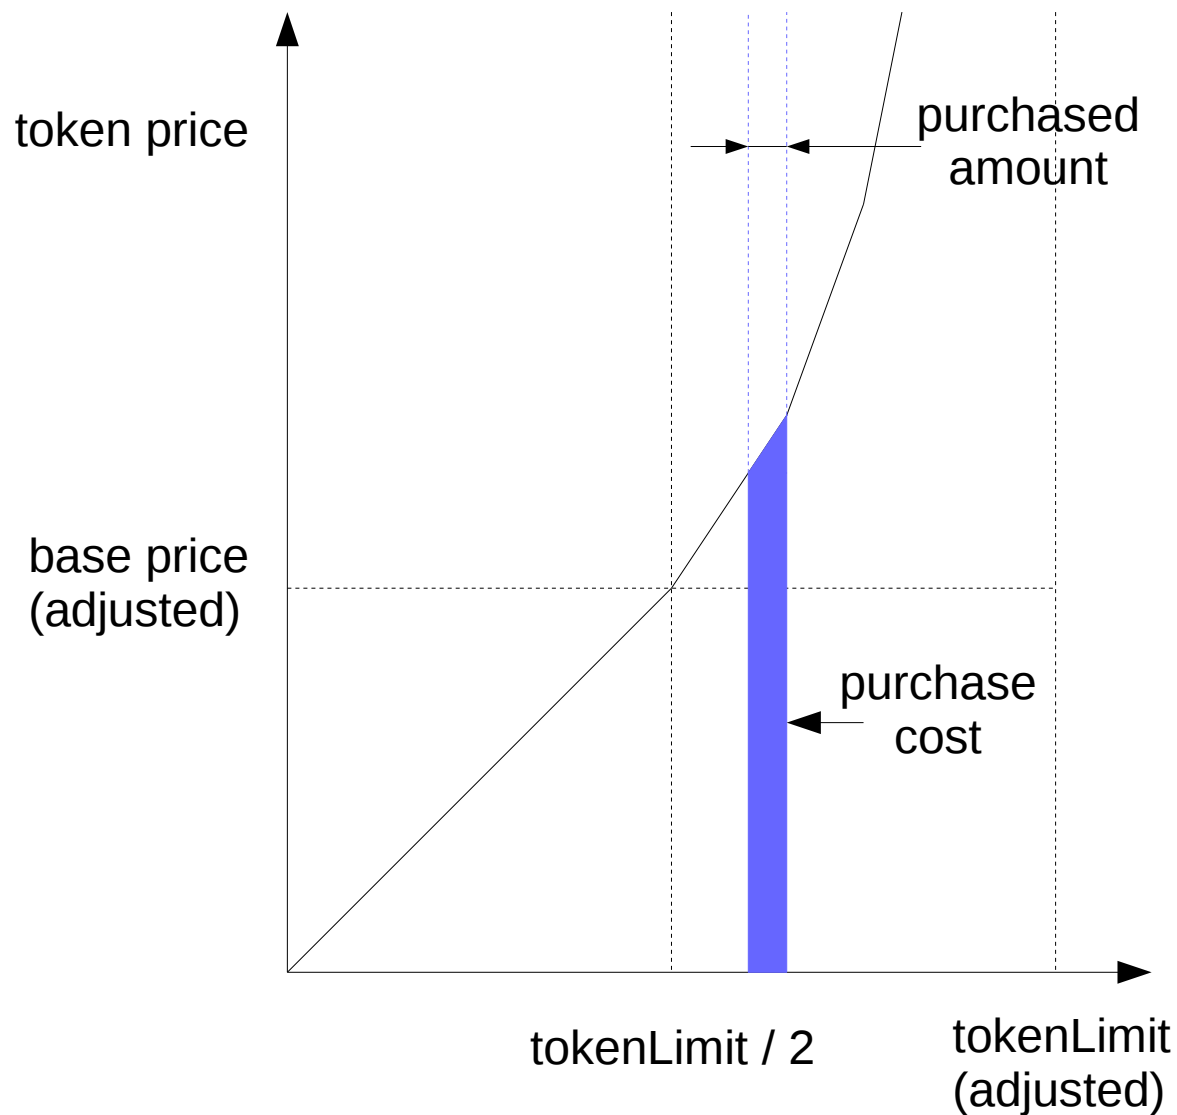 token price
purchased
amount
base price
(adjusted)
purchase
cost
tokenLimit / 2
tokenLimit
(adjusted)